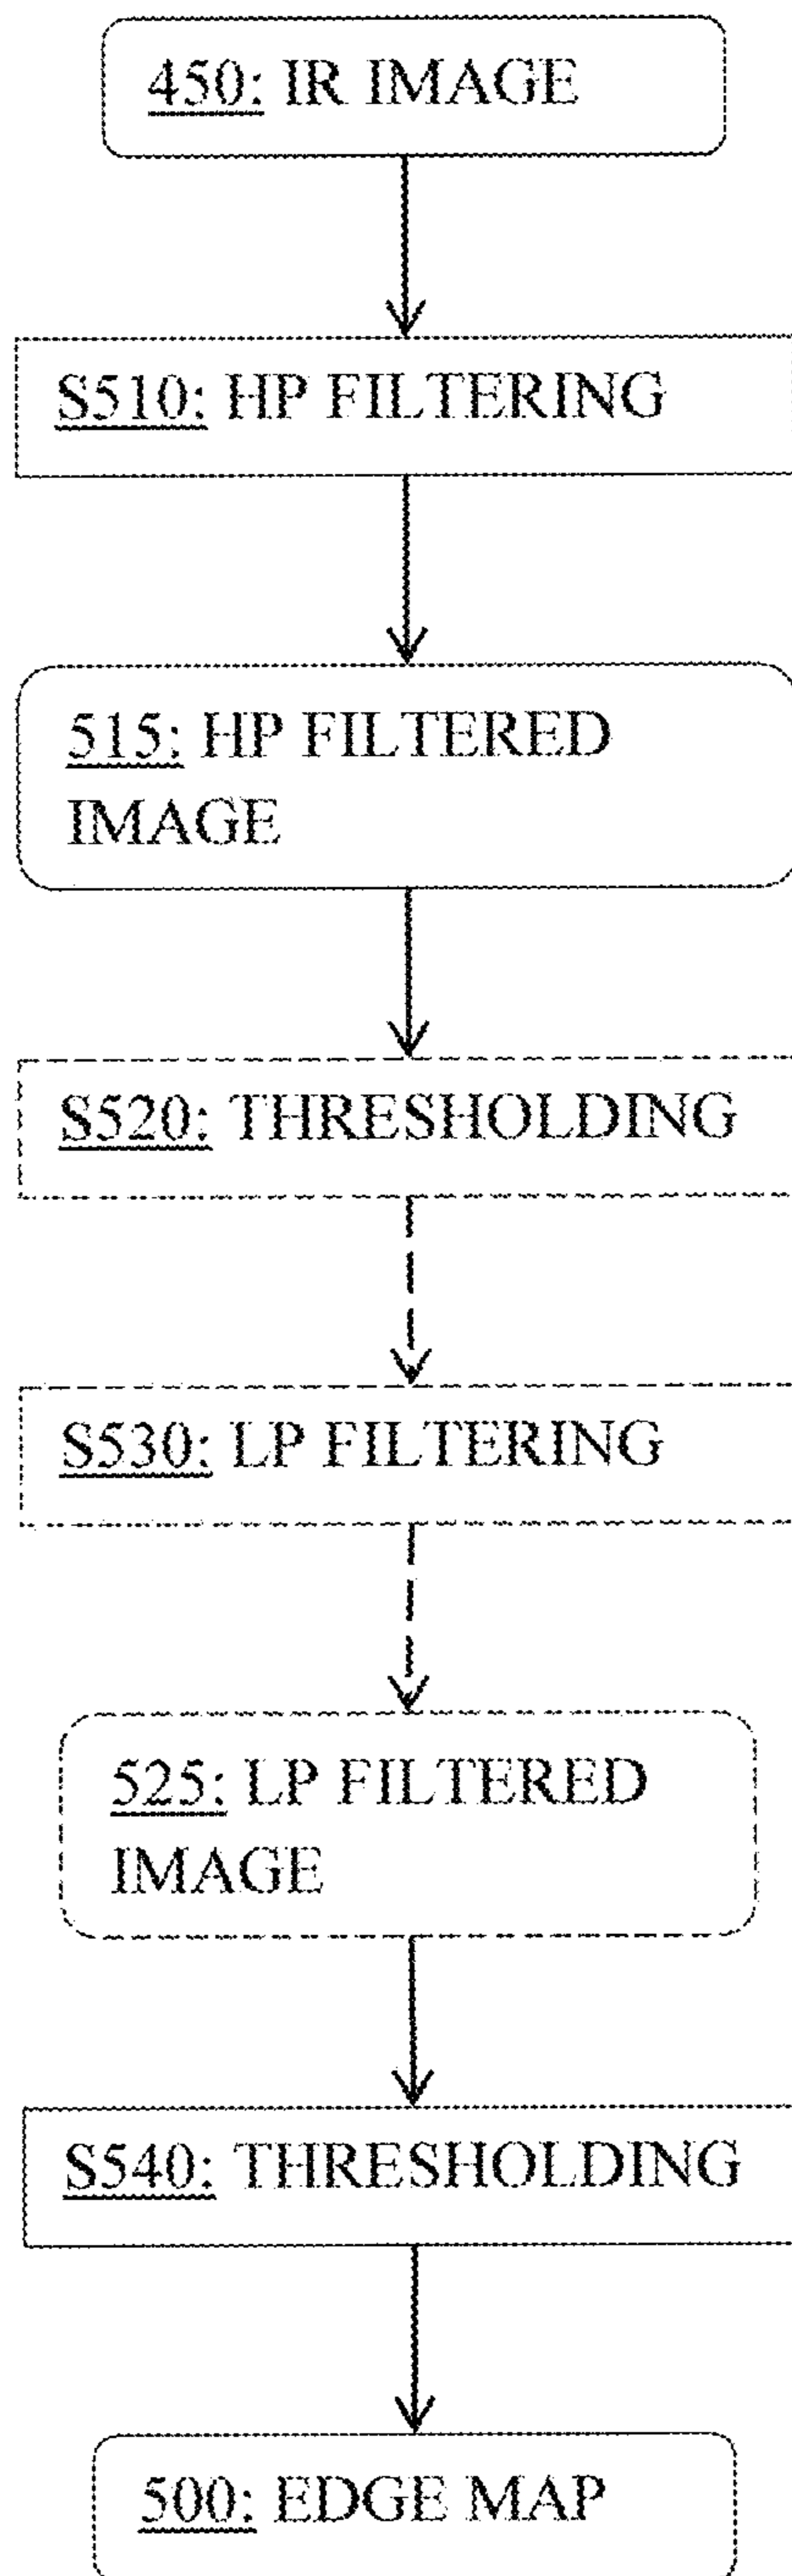 450: IR IMAGE
S510: HP FILTERING
515: HP FILTERED
IMAGE
S520: THRESHOLDING
S530: LP FILTERING
525: LP FILTERED
IMAGE
S540: THRESHOLDING
500: EDGE MAP